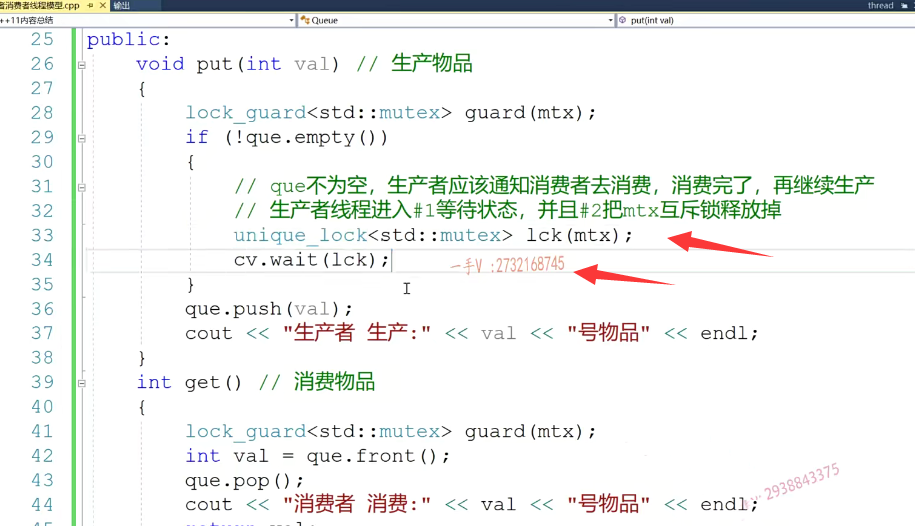 者消费者线程模型.cpp 输出 thread
++11内容总结 Queue put(int val)
25 public:
26 void put(int val) // 生产物品
27 {
28 lock_guard<std::mutex> guard(mtx);
29 if (!que.empty())
30 {
31 // que不为空，生产者应该通知消费者去消费，消费完了，再继续生产
32 // 生产者线程进入#1等待状态，并且#2把mtx互斥锁释放掉
33 unique_lock<std::mutex> lck(mtx);
34 cv.wait(lck);
一手V :2732168745
35 }
36 que.push(val);
37 cout << "生产者 生产:" << val << "号物品" << endl;
38 }
39 int get() // 消费物品
40 {
41 lock_guard<std::mutex> guard(mtx);
42 int val = que.front();
43 que.pop();
44 cout << "消费者 消费:" << val << "号物品" << endl;
2938843375